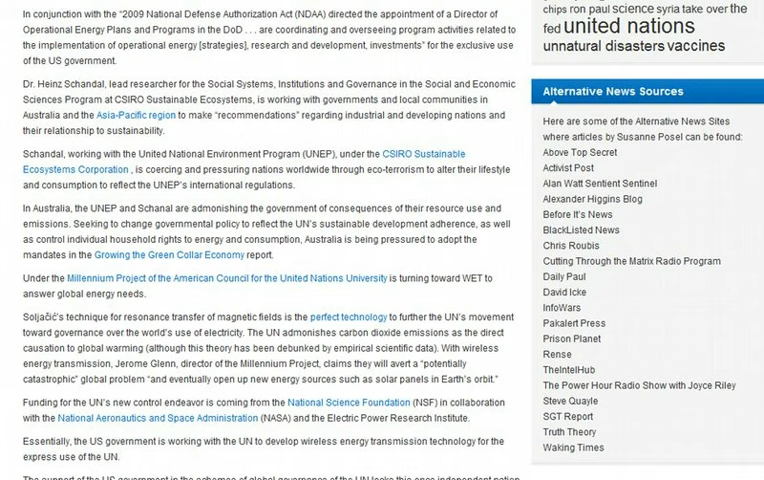 In conjunction with the "2009 National Defense Authorization Act (NDAA) directed the appointment of a Director of
Operational Energy Plans and Programs in the DoD . . . are coordinating and overseeing program activities related to
the implementation of operational energy [strategies], research and development, investments" for the exclusive use
of the US government.
Dr. Heinz Schandal, lead researcher for the Social Systems, Institutions and Governance in the Social and Economic
Sciences Program at CSIRO Sustainable Ecosystems, is working with governments and local communities in
Australia and the Asia-Pacific region to make "recommendations" regarding industrial and developing nations and
their relationship to sustainability.
Schandal, working with the United National Environment Program (UNEP), under the CSIRO Sustainable
Ecosystems Corporation , is coercing and pressuring nations worldwide through eco-terrorism to alter their lifestyle
and consumption to reflect the UNEP's international regulations.
In Australia, the UNEP and Schanal are admonishing the government of consequences of their resource use and
emissions. Seeking to change governmental policy to reflect the UN's sustainable development adherence, as well
as control individual household rights to energy and consumption, Australia is being pressured to adopt the
mandates in the Growing the Green Collar Economy report.
Under the Millennium Project of the American Council for the United Nations University is turning toward WET to
answer global energy needs.
Soljačić's technique for resonance transfer of magnetic fields is the perfect technology to further the UN's movement
toward governance over the world's use of electricity. The UN admonishes carbon dioxide emissions as the direct
causation to global warming (although this theory has been debunked by empirical scientific data). With wireless
energy transmission, Jerome Glenn, director of the Millennium Project, claims they will avert a "potentially
catastrophic" global problem "and eventually open up new energy sources such as solar panels in Earth's orbit."
Funding for the UN's new control endeavor is coming from the National Science Foundation (NSF) in collaboration
with the National Aeronautics and Space Administration (NASA) and the Electric Power Research Institute.
Essentially, the US government is working with the UN to develop wireless energy transmission technology for the
express use of the UN.
The support of the US government in the schemes of global governance of the UN
chips ron paul science syria take over the
fed united nations
unnatural disasters vaccines
Alternative News Sources
Here are some of the Alternative News Sites
where articles by Susanne Posel can be found:
Above Top Secret
Activist Post
Alan Watt Sentient Sentinel
Alexander Higgins Blog
Before It's News
BlackListed News
Chris Roubis
Cutting Through the Matrix Radio Program
Daily Paul
David Icke
InfoWars
Pakalert Press
Prison Planet
Rense
TheIntelHub
The Power Hour Radio Show with Joyce Riley
Steve Quayle
SGT Report
Truth Theory
Waking Times